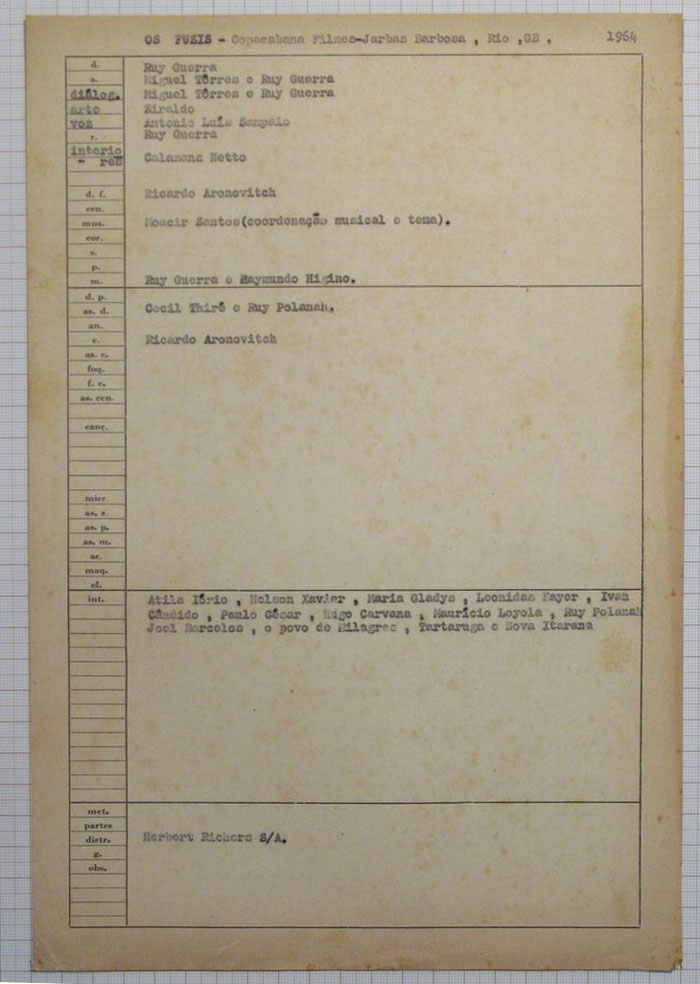 OS FUZIS - Copacabana Filmes-Jarbas Barbosa , Rio ,GB , 1964
d. Ruy Guerra
a. Miguel Tôrres e Ruy Guerra
diálog. Miguel Tôrres e Ruy Guerra
arte Ziraldo
voz Antonio Luís Sampaio
r. Ruy Guerra
interio
- res Calazans Netto
d. f. Ricardo Aronovitch
cen.
mus. Moacir Santos(coordenação musical e tema).
cor.
s.
p.
m. Ruy Guerra e Raymundo Higino.
d. p.
as. d. Cecil Thiré e Ruy Polanah.
an.
c. Ricardo Aronovitch
as. c.
foq.
f. c.
as. cen.
canç.
micr.
as. s.
as. p.
as. m.
ac.
maq.
el.
int. Atila Iório , Nelson Xavier , Maria Gladys , Leonidas Bayer , Ivan
Cândido , Paulo César , Hugo Carvana , Maurício Loyola , Ruy Polanah
Joel Barcelos , o povo de Milagres , Tartaruga e Nova Itarana
met.
partes
distr. Herbert Richers S/A.
g.
obs.